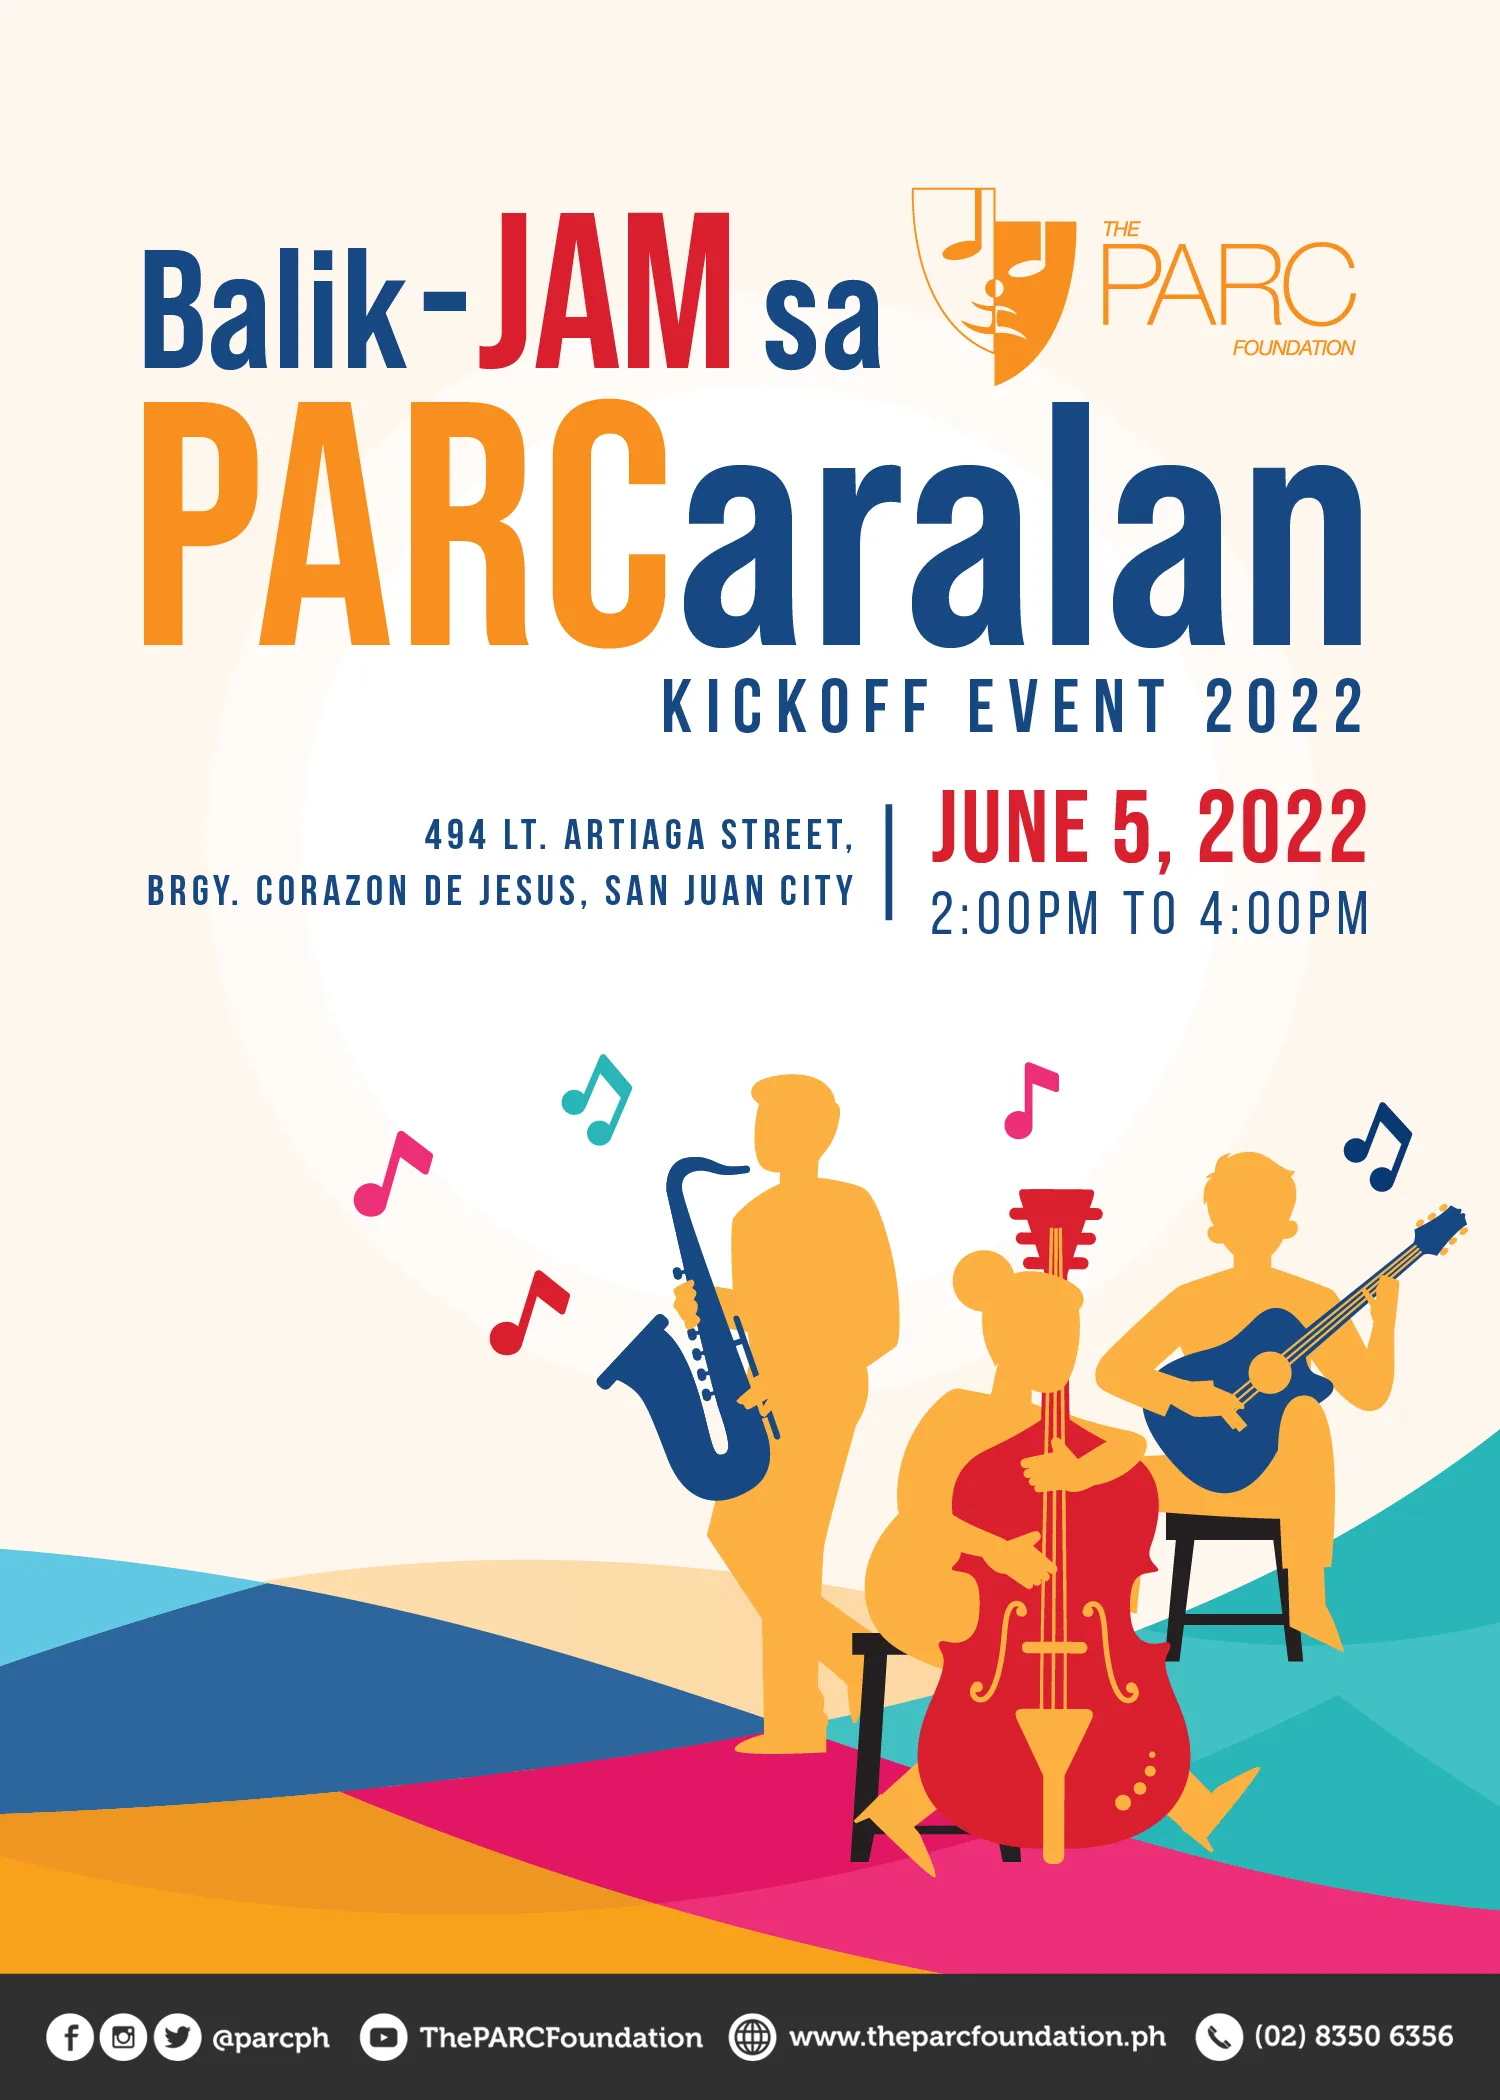 Balik-JAM sa
THE
PARC
FOUNDATION
PARCaralan
KICKOFF EVENT 2022
494 LT. ARTIAGA STREET,
BRGY. CORAZON DE JESUS, SAN JUAN CITY
JUNE 5, 2022
2:00PM TO 4:00PM
@parcph ThePARCFoundation www.theparcfoundation.ph (02) 8350 6356